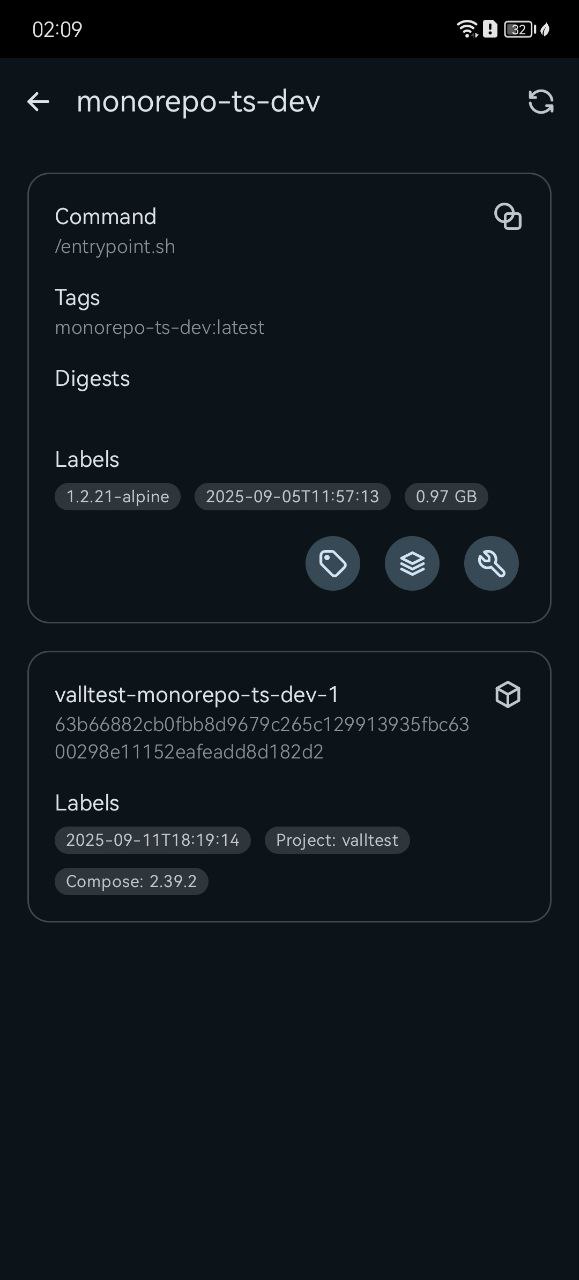 02:09
32
monorepo-ts-dev
Command
/entrypoint.sh
Tags
monorepo-ts-dev:latest
Digests
Labels
1.2.21-alpine 2025-09-05T11:57:13 0.97 GB
valltest-monorepo-ts-dev-1
63b66882cb0fbb8d9679c265c129913935fbc63
00298e11152eafeadd8d182d2
Labels
2025-09-11T18:19:14 Project: valltest
Compose: 2.39.2